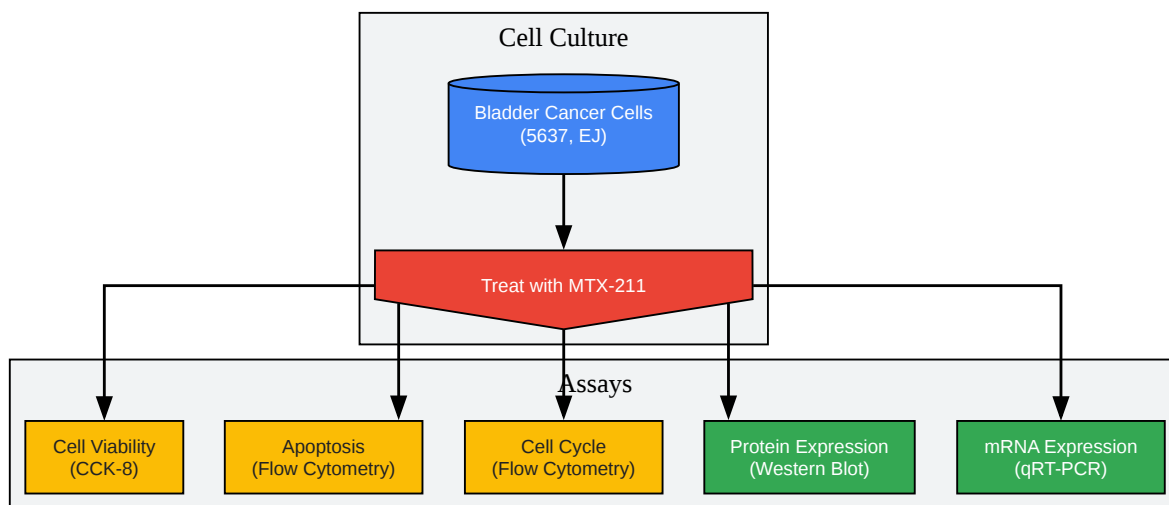 Cell Culture
Bladder Cancer Cells
(5637, EJ)
Treat with MTX-211
Assays
Cell Viability
(CCK-8)
Apoptosis
(Flow Cytometry)
Cell Cycle
(Flow Cytometry)
Protein Expression
(Western Blot)
mRNA Expression
(qRT-PCR)